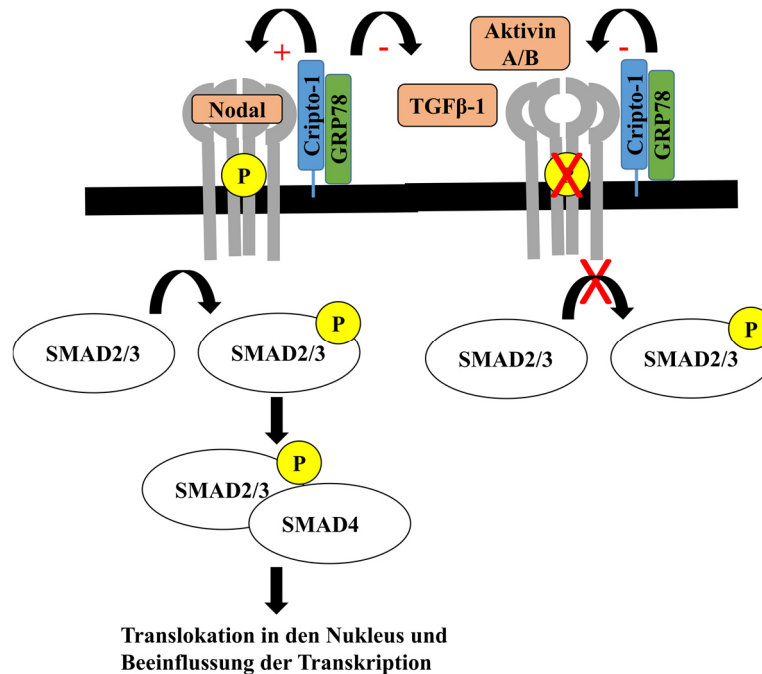 Aktivin
A/B
+
-
-
Nodal
Cripto-1
GRP78
TGFβ-1
Cripto-1
GRP78
P
P
P
SMAD2/3
SMAD2/3
P
SMAD2/3
SMAD2/3
P
SMAD2/3
SMAD4
Translokation in den Nukleus und
Beeinflussung der Transkription